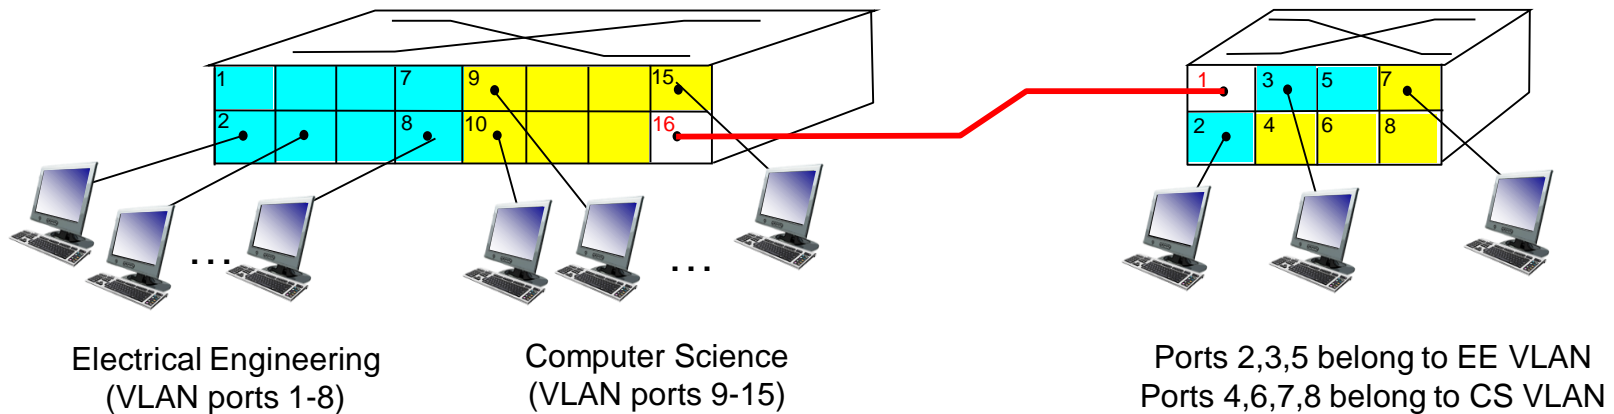 1 7 9 15
2 8 10 16
1 3 5 7
2 4 6 8
... ...
Electrical Engineering
(VLAN ports 1-8)
Computer Science
(VLAN ports 9-15)
Ports 2,3,5 belong to EE VLAN
Ports 4,6,7,8 belong to CS VLAN